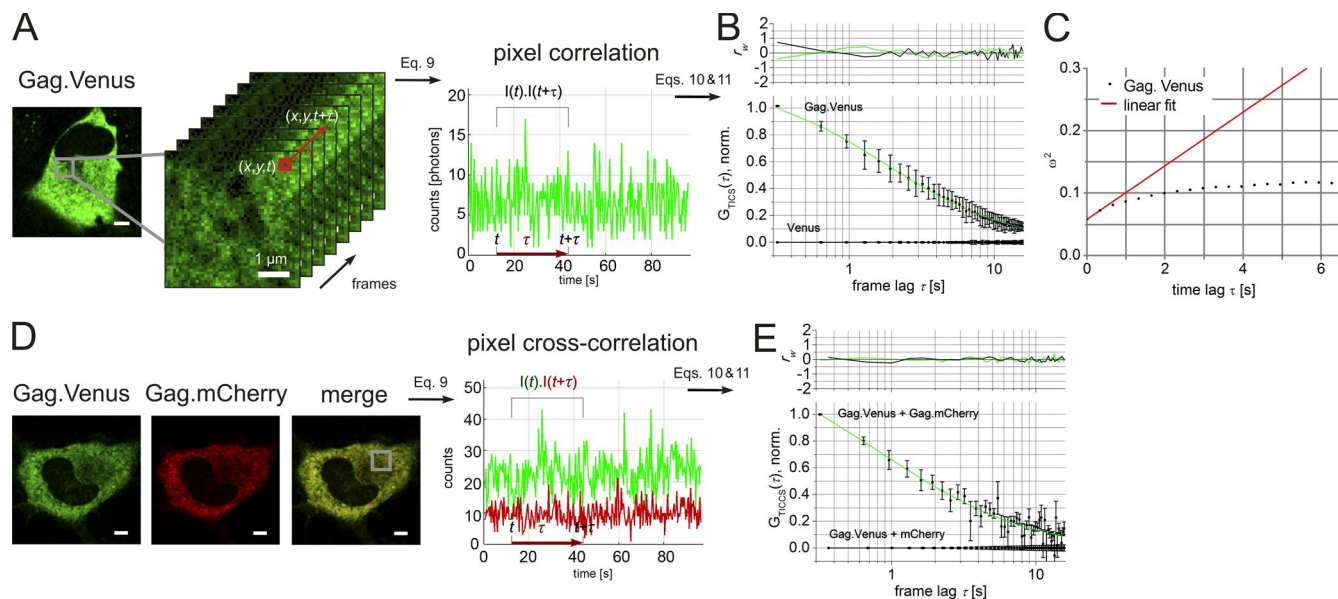 A
Gag.Venus
Eq. 9
(x,y,t+τ)
(x,y,t)
1 µm
frames
pixel correlation
I(t).I(t+τ)
counts [photons]
20
15
10
5
0
t τ t+τ
0 20 40 60 80
time [s]
Eqs. 10 & 11
B
r_w
2
1
0
-1
-2
Gag.Venus
G_TICS(τ), norm.
1.0
0.8
0.6
0.4
0.2
0.0
Venus
1 10
frame lag τ [s]
C
ω²
0.3
0.2
0.1
0
Gag. Venus
linear fit
0 2 4 6
time lag τ [s]
D
Gag.Venus
Gag.mCherry
merge
Eq. 9
pixel cross-correlation
I(t).I(t+τ)
counts
50
40
30
20
10
0
t τ t+τ
0 20 40 60 80
time [s]
Eqs. 10 & 11
E
r_w
2
1
0
-1
-2
Gag.Venus + Gag.mCherry
G_TICCS(τ), norm.
1.0
0.8
0.6
0.4
0.2
0.0
Gag.Venus + mCherry
1 10
frame lag τ [s]